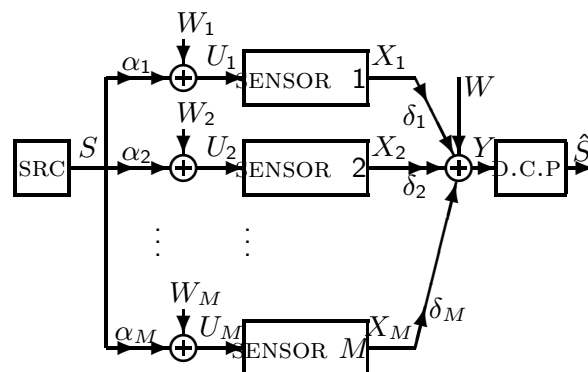 W_1
α_1 U_1 SENSOR 1 X_1
δ_1 W
W_2
SRC S α_2 U_2 SENSOR 2 X_2 δ_2 Y D.C.P Ŝ
W_M
α_M U_M SENSOR M X_M δ_M